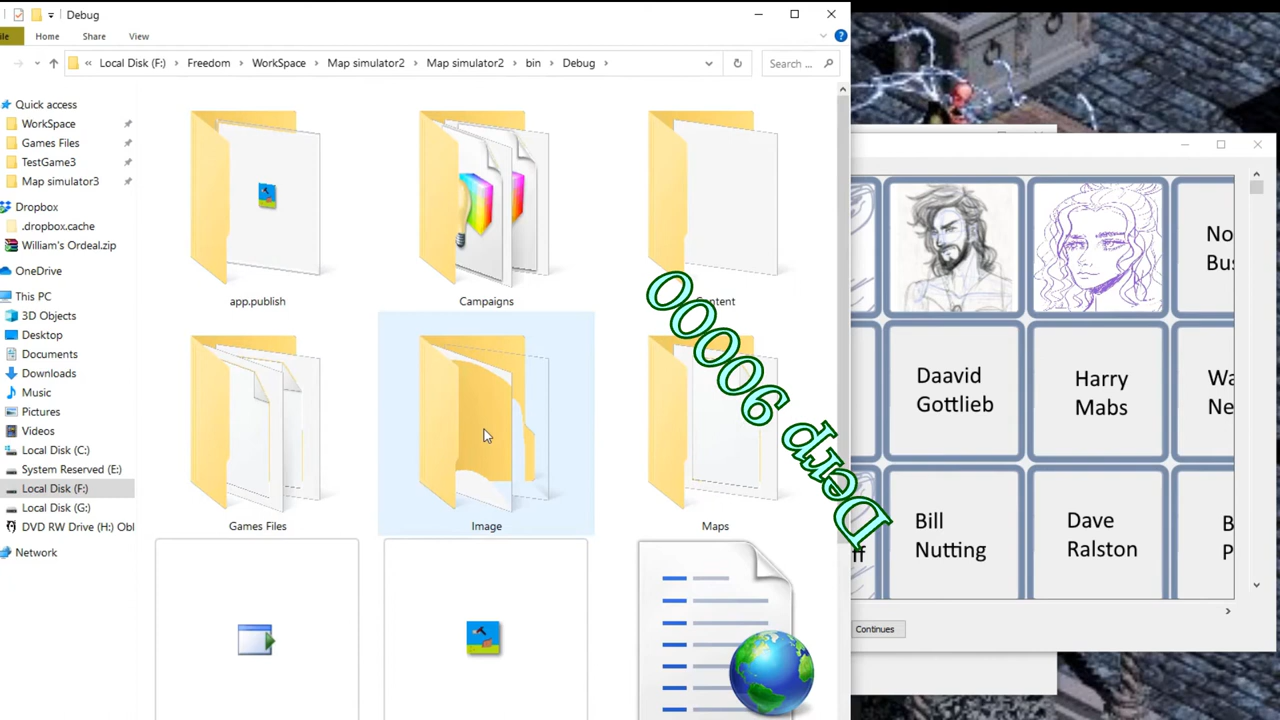 Debug
Home Share View
« Local Disk (F:) › Freedom › WorkSpace › Map simulator2 › Map simulator2 › bin › Debug ›
Search ...
Quick access
WorkSpace
Games Files
TestGame3
Map simulator3
Dropbox
.dropbox.cache
William's Ordeal.zip
OneDrive
This PC
3D Objects
Desktop
Documents
Downloads
Music
Pictures
Videos
Local Disk (C:)
System Reserved (E:)
Local Disk (F:)
Local Disk (G:)
DVD RW Drive (H:) Obl
Network
app.publish
Campaigns
Games Files
Image
Maps
Derp 90000
Daavid
Gottlieb
Harry
Mabs
Bill
Nutting
Dave
Ralston
Continues